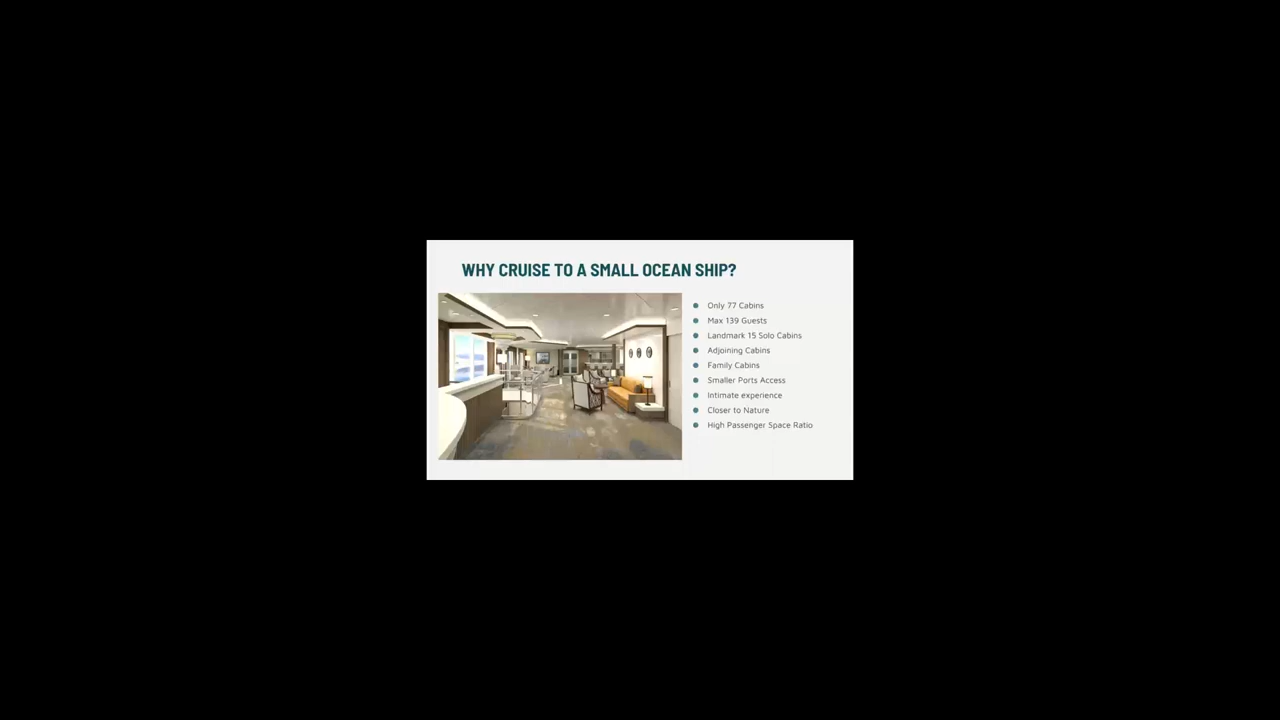 WHY CRUISE TO A SMALL OCEAN SHIP?
Only 77 Cabins
Max 139 Guests
Landmark 15 Solo Cabins
Adjoining Cabins
Family Cabins
Smaller Ports Access
Intimate experience
Closer to Nature
High Passenger Space Ratio